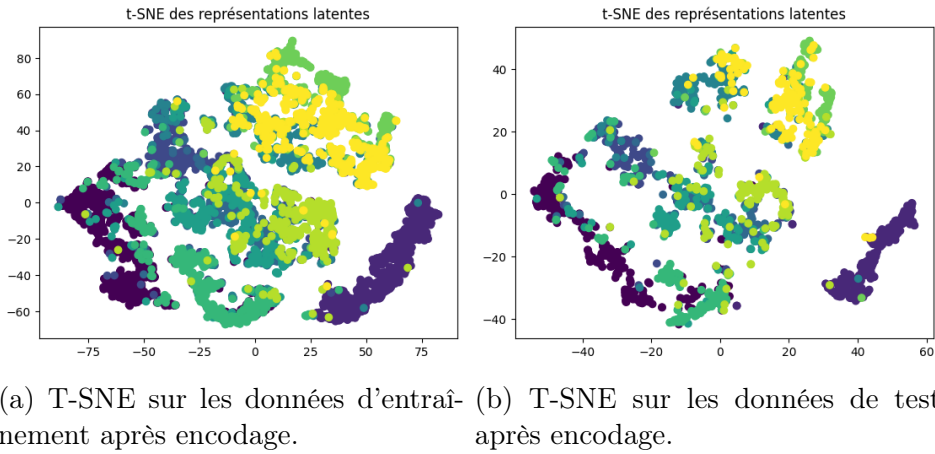 t-SNE des représentations latentes
80
60
40
20
0
−20
−40
−60
−75 −50 −25 0 25 50 75
t-SNE des représentations latentes
40
20
0
−20
−40
−40 −20 0 20 40 60
(a) T-SNE sur les données d'entraî-
nement après encodage.
(b) T-SNE sur les données de test
après encodage.